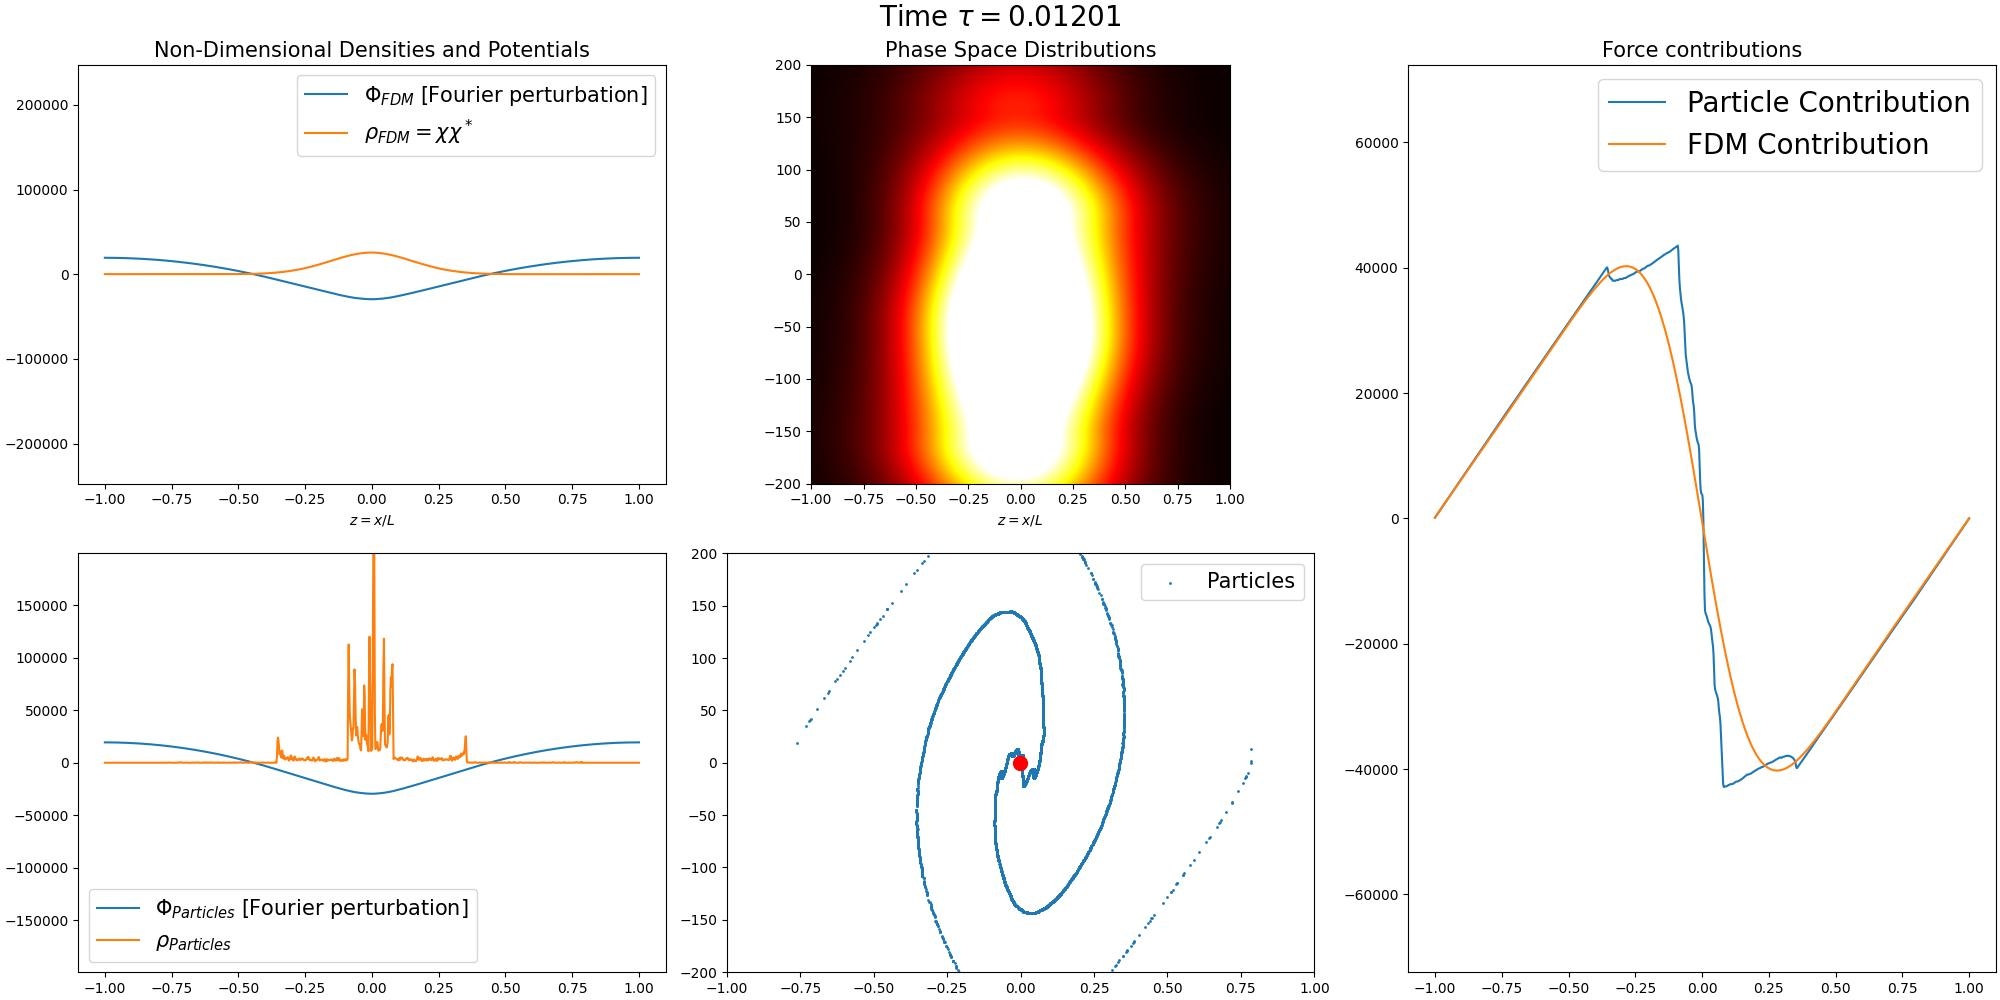 Time τ = 0.01201
Non-Dimensional Densities and Potentials
Φ_FDM [Fourier perturbation]
ρ_FDM = χχ*
200000
100000
0
−100000
−200000
−1.00 −0.75 −0.50 −0.25 0.00 0.25 0.50 0.75 1.00
z = x/L
Phase Space Distributions
200
150
100
50
0
−50
−100
−150
−200
−1.00 −0.75 −0.50 −0.25 0.00 0.25 0.50 0.75 1.00
z = x/L
Force contributions
Particle Contribution
FDM Contribution
60000
40000
20000
0
−20000
−40000
−60000
−1.00 −0.75 −0.50 −0.25 0.00 0.25 0.50 0.75 1.00
150000
100000
50000
0
−50000
−100000
−150000
Φ_Particles [Fourier perturbation]
ρ_Particles
−1.00 −0.75 −0.50 −0.25 0.00 0.25 0.50 0.75 1.00
Particles
200
150
100
50
0
−50
−100
−150
−200
−1.00 −0.75 −0.50 −0.25 0.00 0.25 0.50 0.75 1.00